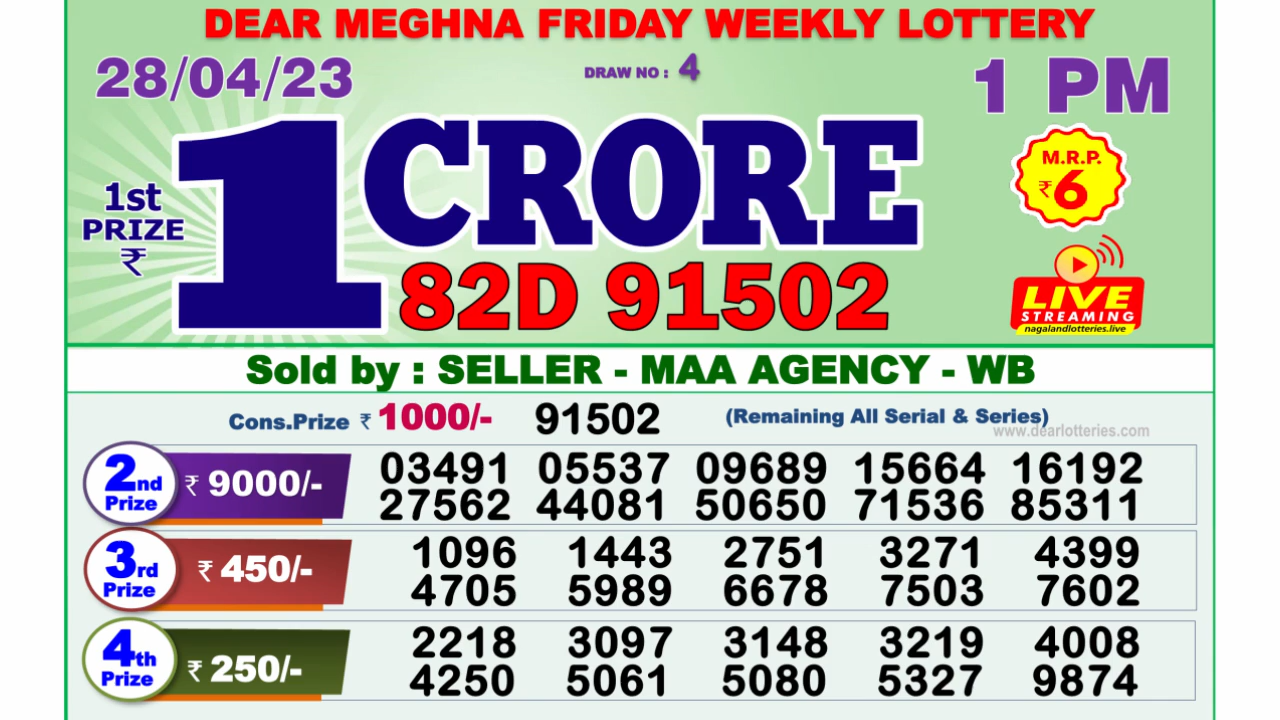 DEAR MEGHNA FRIDAY WEEKLY LOTTERY
28/04/23
DRAW NO : 4
1 PM
1st
PRIZE
₹
1 CRORE
82D 91502
M.R.P.
₹6
LIVE
STREAMING
nagalandlotteries.live
Sold by : SELLER - MAA AGENCY - WB
Cons.Prize ₹ 1000/- 91502 (Remaining All Serial & Series)
www.dearlotteries.com
2nd
Prize
₹ 9000/-
03491 05537 09689 15664 16192
27562 44081 50650 71536 85311
3rd
Prize
₹ 450/-
1096 1443 2751 3271 4399
4705 5989 6678 7503 7602
4th
Prize
₹ 250/-
2218 3097 3148 3219 4008
4250 5061 5080 5327 9874